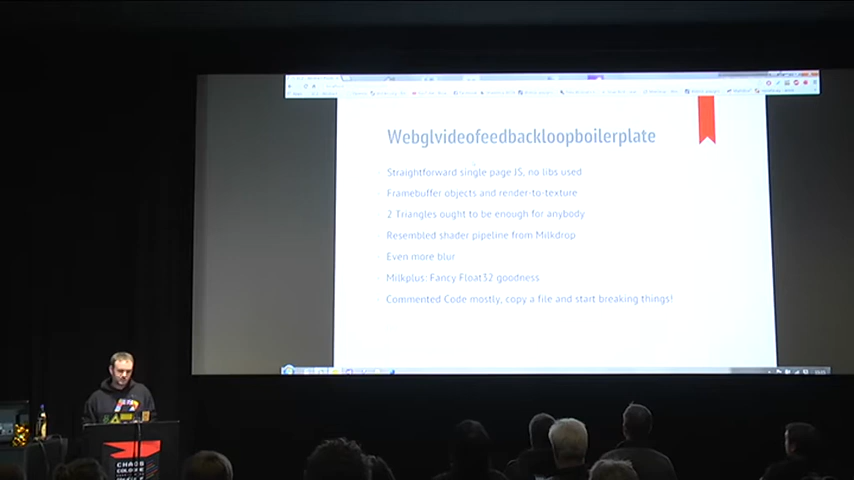 Webglvideofeedbackloopboilerplate
Straightforward single page JS, no libs used
Framebuffer objects and render-to-texture
2 Triangles ought to be enough for anybody
Resembled shader pipeline from Milkdrop
Even more blur
Milkplus: Fancy Float32 goodness
Commented Code mostly, copy a file and start breaking things!
CHAOS
COLOGNE